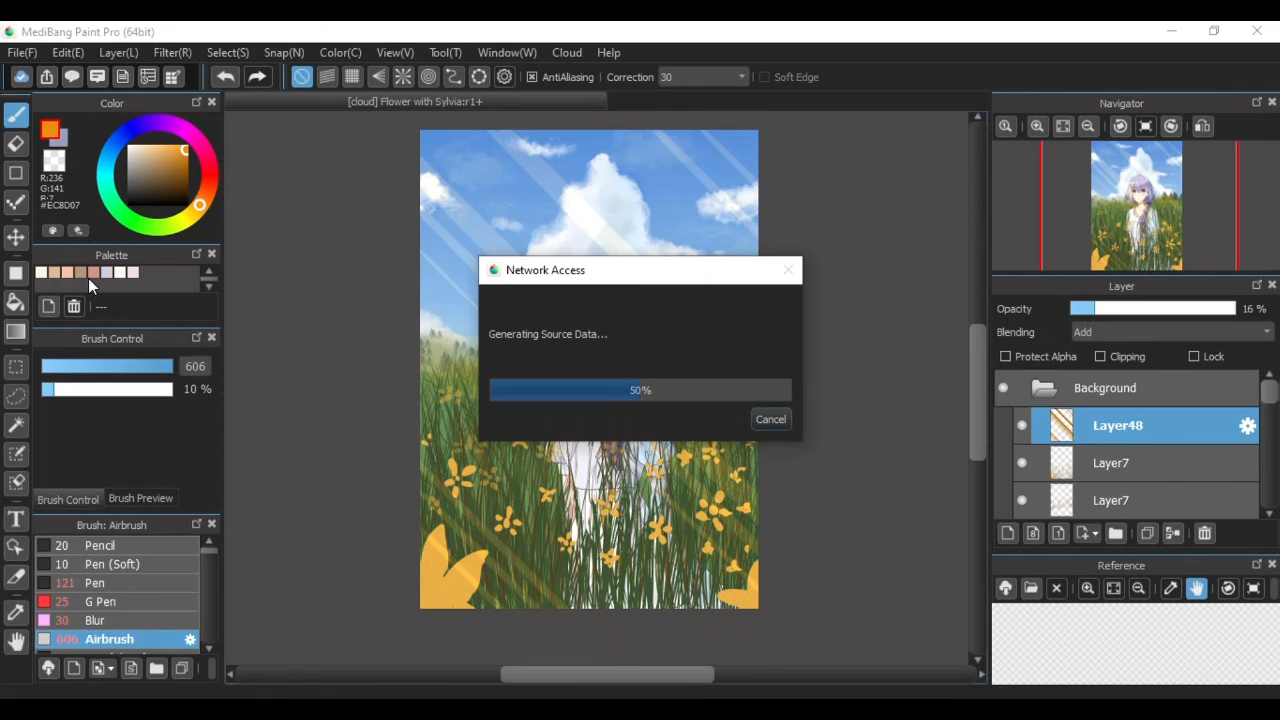 MediBang Paint Pro (64bit)
File(F) Edit(E) Layer(L) Filter(R) Select(S) Snap(N) Color(C) View(V) Tool(T) Window(W) Cloud Help
AntiAliasing Correction 30 Soft Edge
Color
[cloud] Flower with Sylvia:r1+
Navigator
R:236
G:141
B:7
#EC8D07
Palette
---
Brush Control
606
10 %
Brush Control Brush Preview
Brush: Airbrush
20 Pencil
10 Pen (Soft)
121 Pen
25 G Pen
30 Blur
606 Airbrush
Network Access
Generating Source Data...
50%
Cancel
Layer
Opacity 16 %
Blending Add
Protect Alpha Clipping Lock
Background
Layer48
Layer7
Layer7
Reference